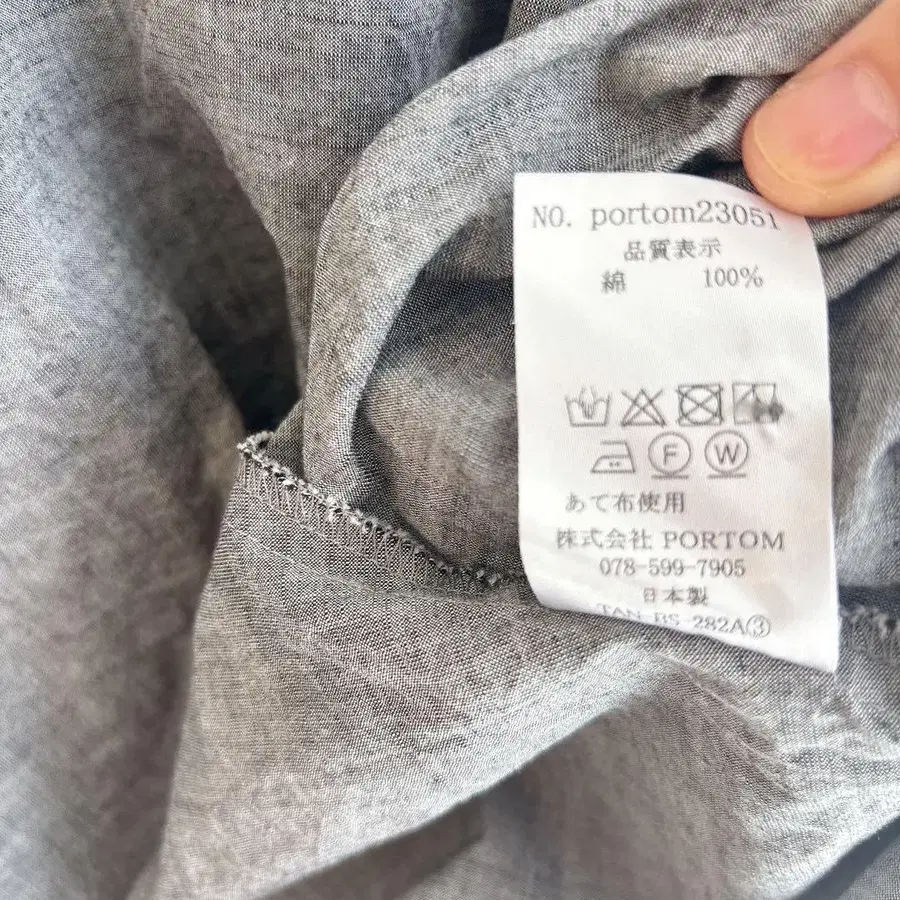 NO. portom23051
品質表示
綿 100%
F W
あて布使用
株式会社 PORTOM
078-599-7905
日本製
TAN-BS-282A③